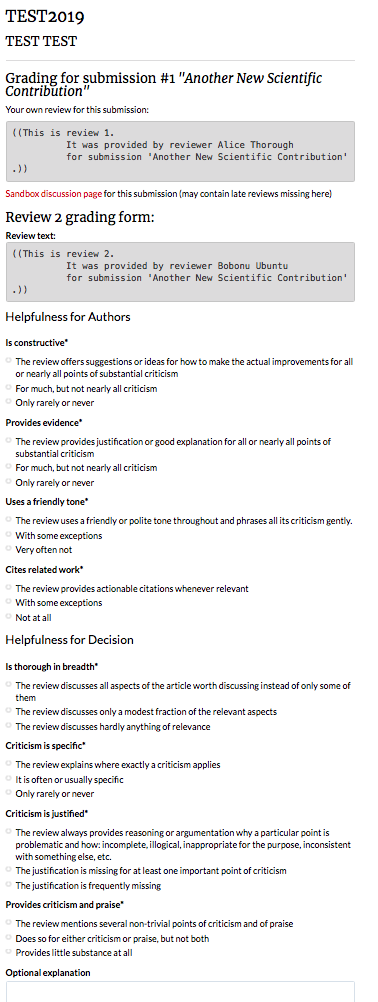 TEST2019
TEST TEST
Grading for submission #1 "Another New Scientific
Contribution"
Your own review for this submission:
((This is review 1.
It was provided by reviewer Alice Thorough
for submission 'Another New Scientific Contribution'
.))
Sandbox discussion page for this submission (may contain late reviews missing here)
Review 2 grading form:
Review text:
((This is review 2.
It was provided by reviewer Bobonu Ubuntu
for submission 'Another New Scientific Contribution'
.))
Helpfulness for Authors
Is constructive*
The review offers suggestions or ideas for how to make the actual improvements for all
or nearly all points of substantial criticism
For much, but not nearly all criticism
Only rarely or never
Provides evidence*
The review provides justification or good explanation for all or nearly all points of
substantial criticism
For much, but not nearly all criticism
Only rarely or never
Uses a friendly tone*
The review uses a friendly or polite tone throughout and phrases all its criticism gently.
With some exceptions
Very often not
Cites related work*
The review provides actionable citations whenever relevant
With some exceptions
Not at all
Helpfulness for Decision
Is thorough in breadth*
The review discusses all aspects of the article worth discussing instead of only some of
them
The review discusses only a modest fraction of the relevant aspects
The review discusses hardly anything of relevance
Criticism is specific*
The review explains where exactly a criticism applies
It is often or usually specific
Only rarely or never
Criticism is justified*
The review always provides reasoning or argumentation why a particular point is
problematic and how: incomplete, illogical, inappropriate for the purpose, inconsistent
with something else, etc.
The justification is missing for at least one important point of criticism
The justification is frequently missing
Provides criticism and praise*
The review mentions several non-trivial points of criticism and of praise
Does so for either criticism or praise, but not both
Provides little substance at all
Optional explanation